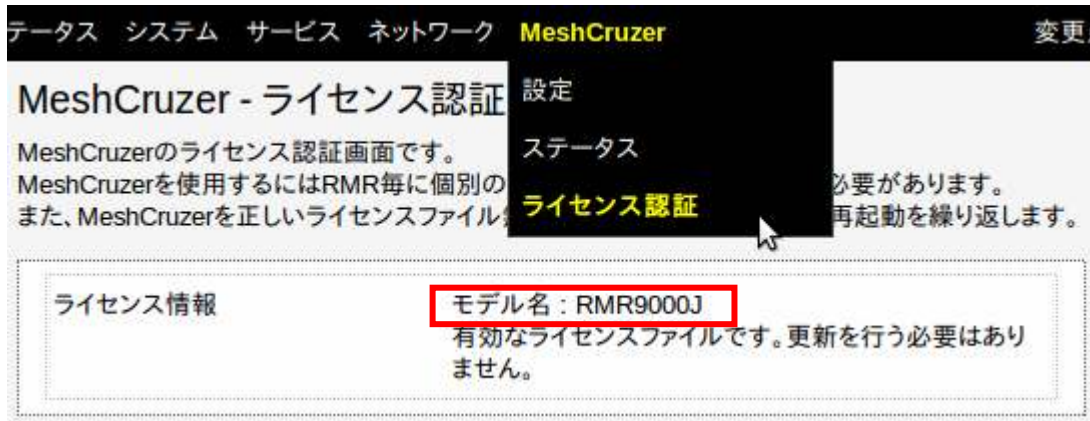 テータス システム サービス ネットワーク MeshCruzer 変更
MeshCruzer - ライセンス認証
設定
ステータス
ライセンス認証
MeshCruzerのライセンス認証画面です。
MeshCruzerを使用するにはRMR毎に個別の 必要があります。
また、MeshCruzerを正しいライセンスファイル 再起動を繰り返します。
ライセンス情報 モデル名 : RMR9000J
有効なライセンスファイルです。更新を行う必要はあり
ません。